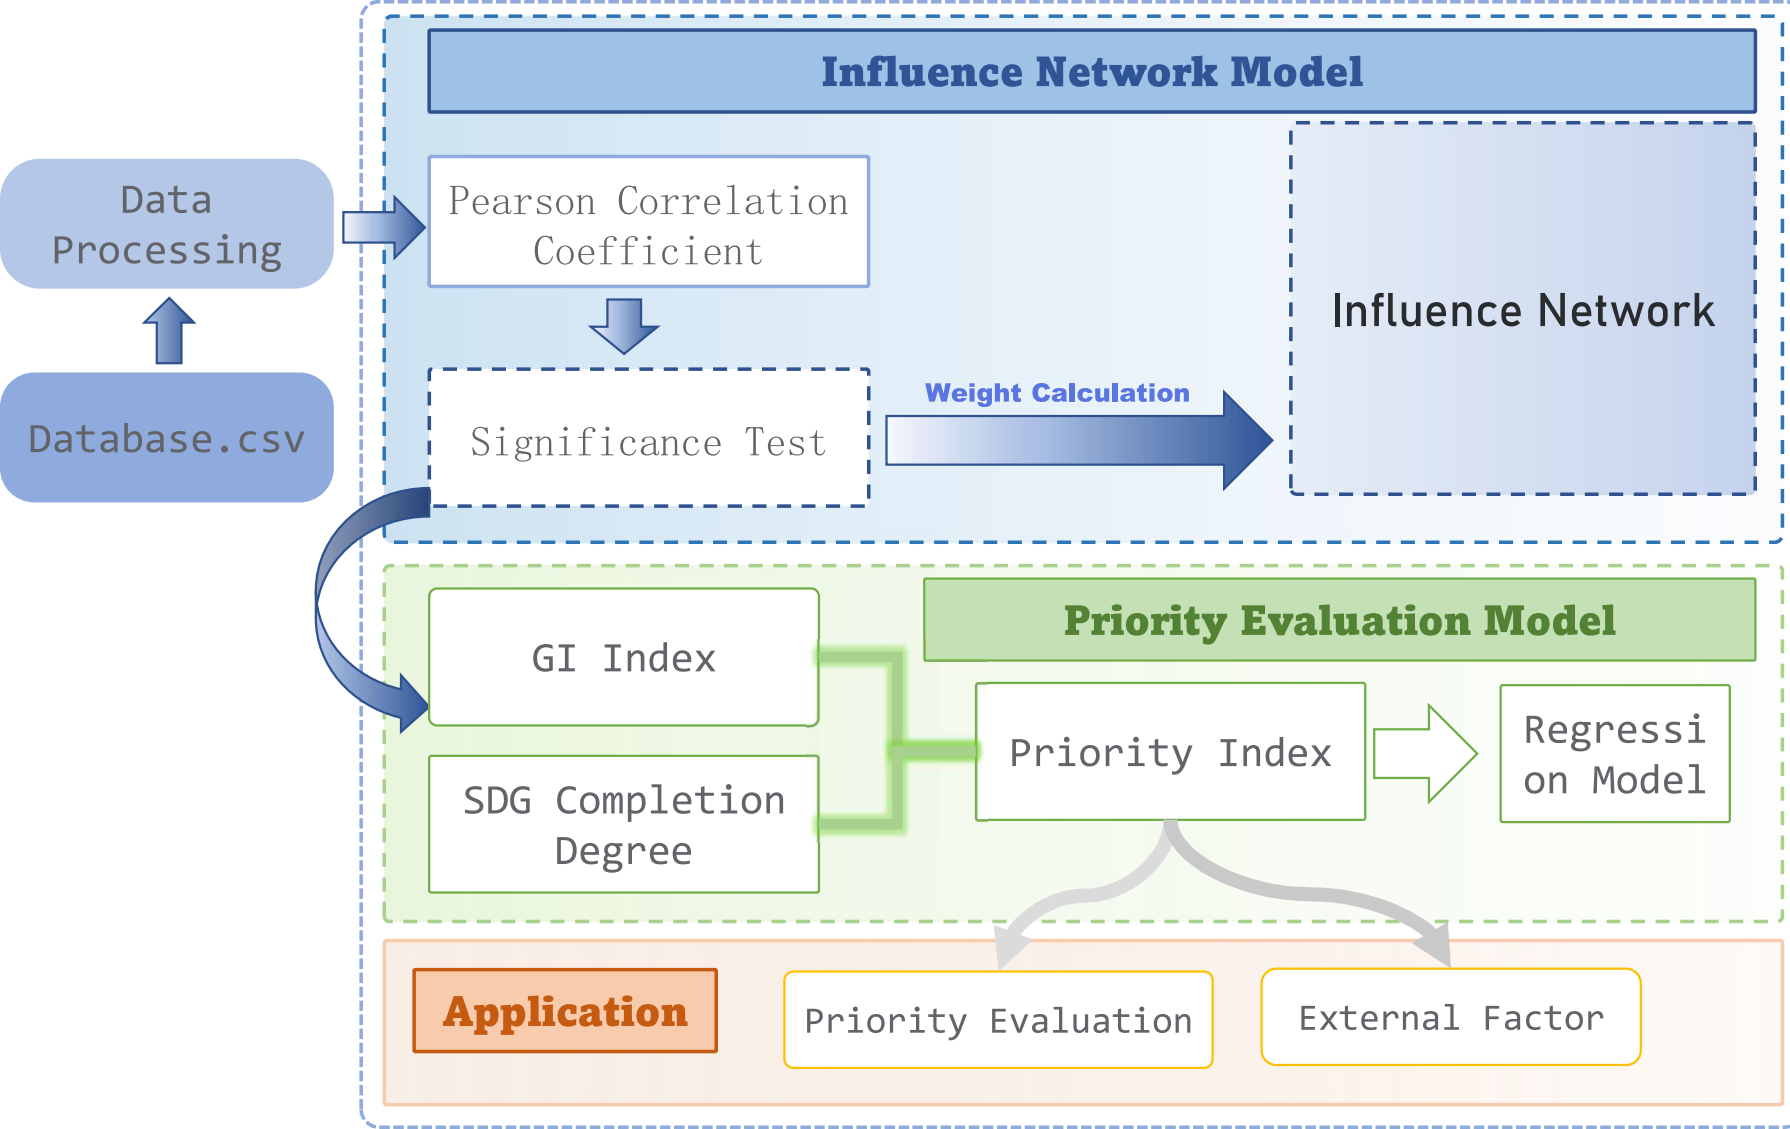 Influence Network Model
Data
Processing
Pearson Correlation
Coefficient
Influence Network
Database.csv
Significance Test
Weight Calculation
Priority Evaluation Model
GI Index
SDG Completion
Degree
Priority Index
Regressi
on Model
Application
Priority Evaluation
External Factor